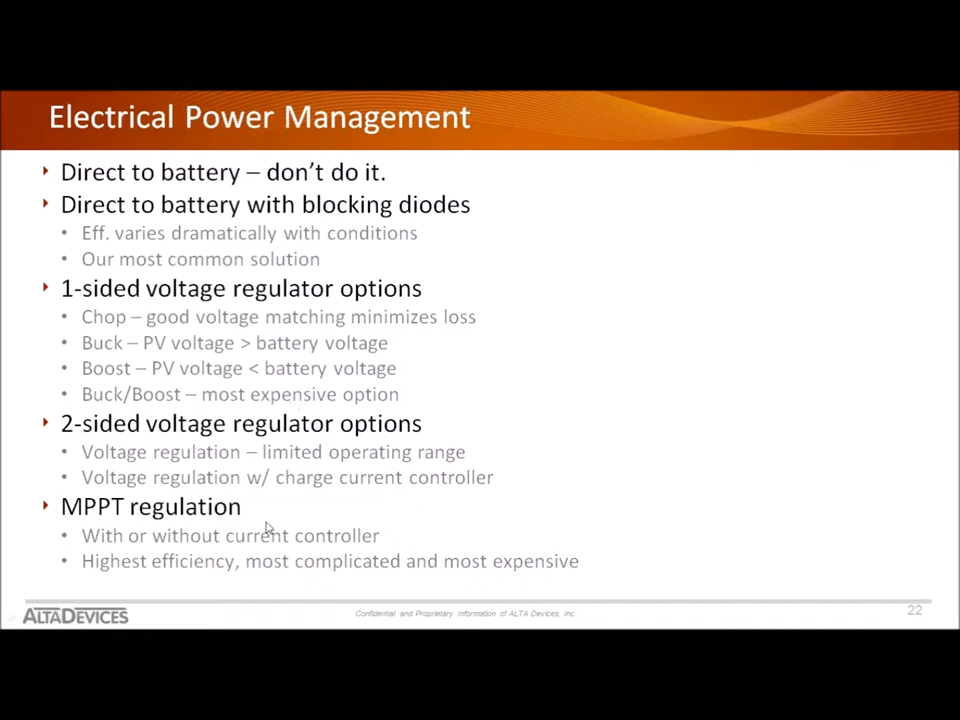 Electrical Power Management
Direct to battery – don't do it.
Direct to battery with blocking diodes
Eff. varies dramatically with conditions
Our most common solution
1-sided voltage regulator options
Chop – good voltage matching minimizes loss
Buck – PV voltage > battery voltage
Boost – PV voltage < battery voltage
Buck/Boost – most expensive option
2-sided voltage regulator options
Voltage regulation – limited operating range
Voltage regulation w/ charge current controller
MPPT regulation
With or without current controller
Highest efficiency, most complicated and most expensive
ALTADEVICES
Confidential and Proprietary Information of ALTA Devices, Inc.
22